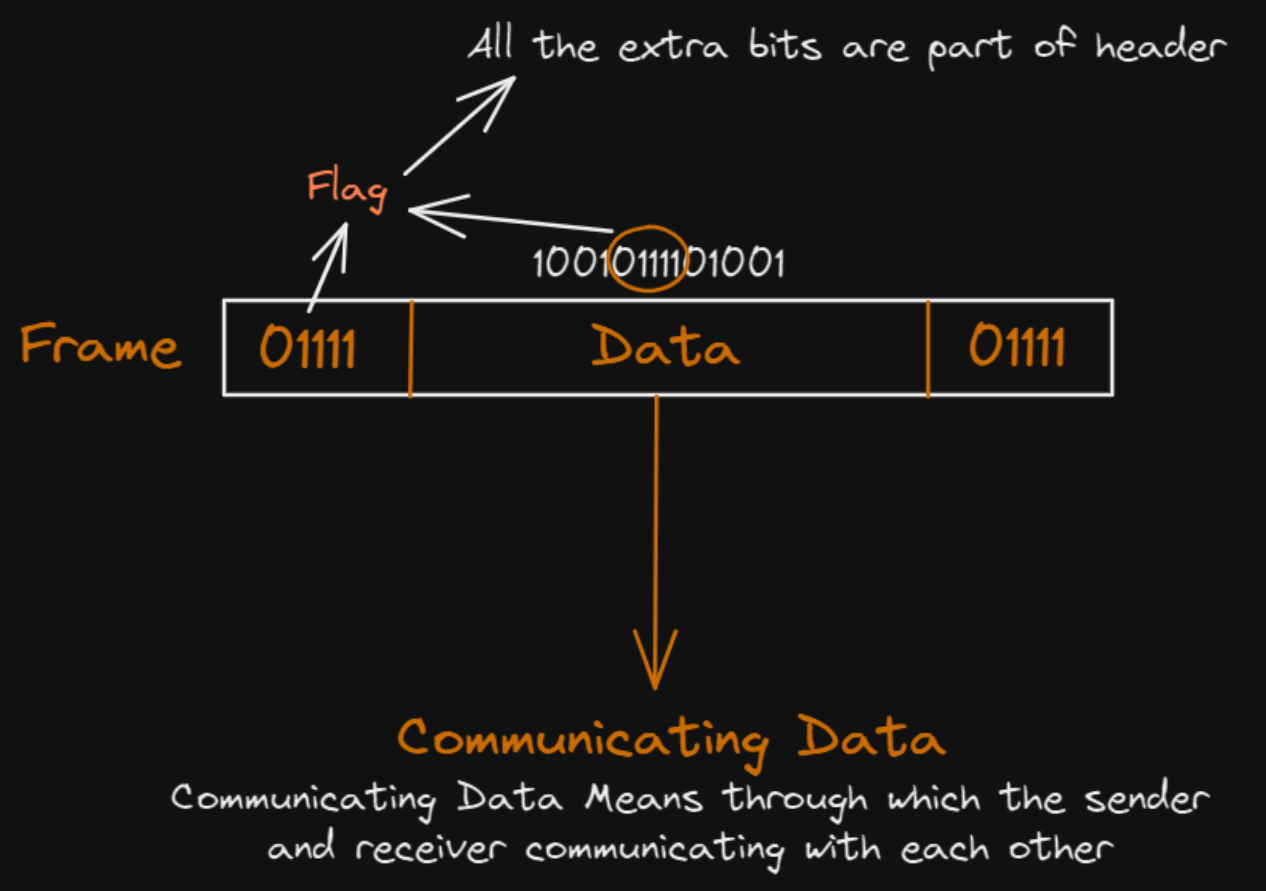 All the extra bits are part of header
Flag
10010111101001
Frame
01111
Data
01111
Communicating Data
Communicating Data Means through which the sender
and receiver communicating with each other